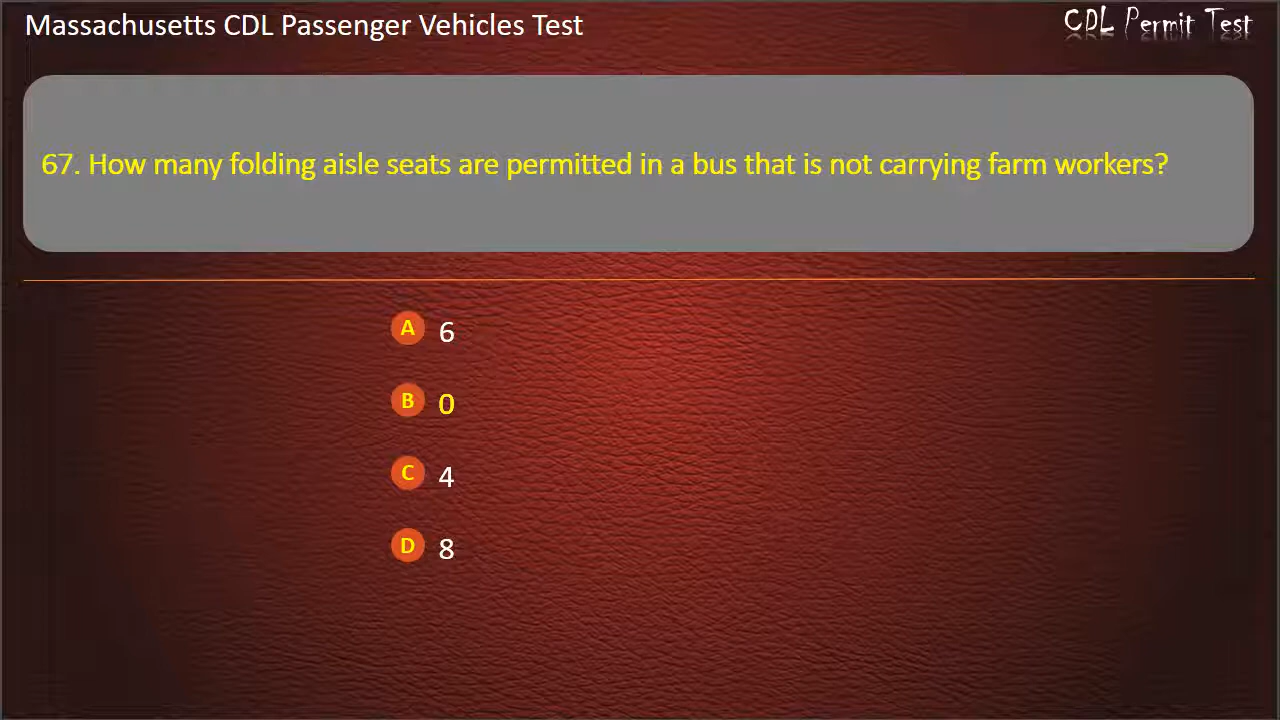 Massachusetts CDL Passenger Vehicles Test
CDL Permit Test
67. How many folding aisle seats are permitted in a bus that is not carrying farm workers?
A 6
B 0
C 4
D 8